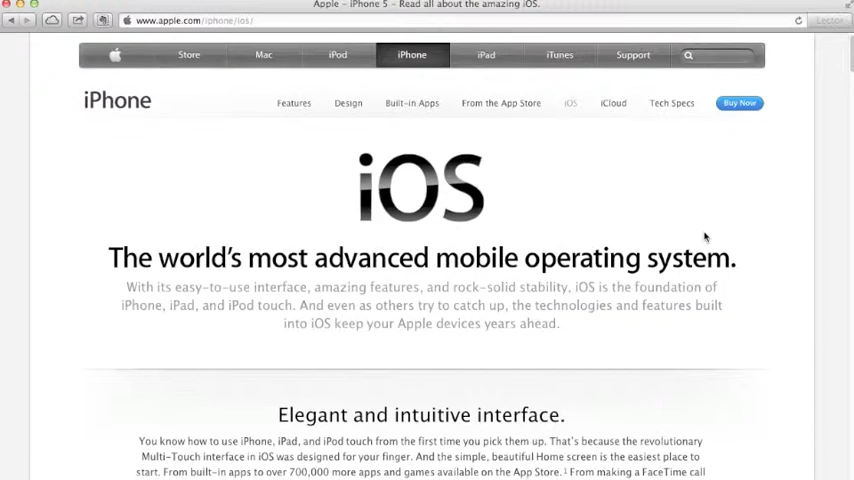 Apple – iPhone 5 – Read all about the amazing iOS.
www.apple.com/iphone/ios/
Lector
Store Mac iPod iPhone iPad iTunes Support
iPhone
Features Design Built-in Apps From the App Store iOS iCloud Tech Specs Buy Now
iOS
The world's most advanced mobile operating system.
With its easy-to-use interface, amazing features, and rock-solid stability, iOS is the foundation of
iPhone, iPad, and iPod touch. And even as others try to catch up, the technologies and features built
into iOS keep your Apple devices years ahead.
Elegant and intuitive interface.
You know how to use iPhone, iPad, and iPod touch from the first time you pick them up. That's because the revolutionary
Multi-Touch interface in iOS was designed for your finger. And the simple, beautiful Home screen is the easiest place to
start. From built-in apps to over 700,000 more apps and games available on the App Store.¹ From making a FaceTime call